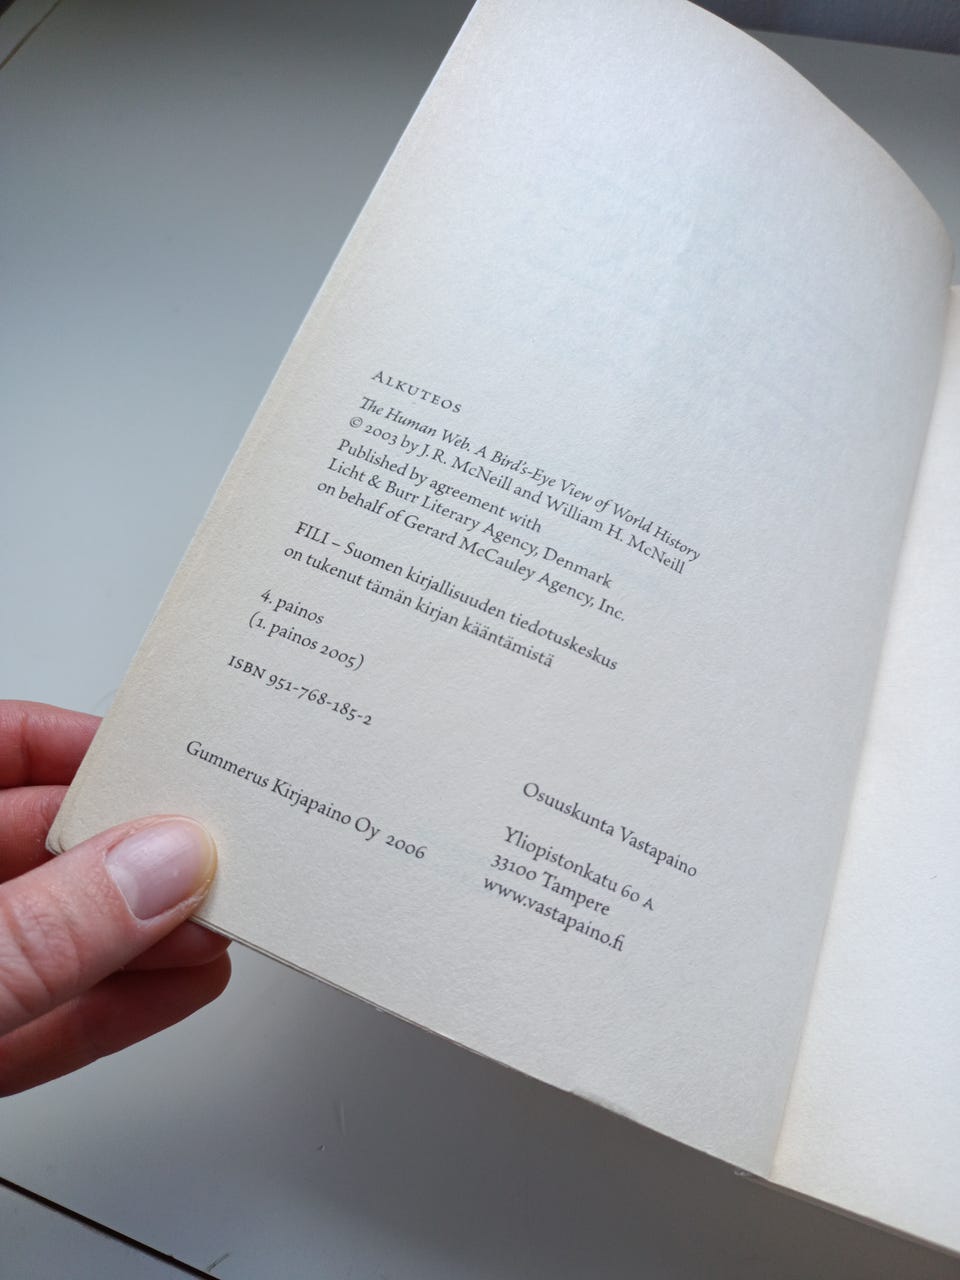 ALKUTEOS
The Human Web. A Bird's-Eye View of World History
© 2003 by J.R. McNeill and William H. McNeill
Published by agreement with
Licht & Burr Literary Agency, Denmark
on behalf of Gerard McCauley Agency, Inc.
FILI – Suomen kirjallisuuden tiedotuskeskus
on tukenut tämän kirjan kääntämistä
4. painos
(1. painos 2005)
ISBN 951-768-185-2
Gummerus Kirjapaino Oy 2006
Osuuskunta Vastapaino
Yliopistonkatu 60 A
33100 Tampere
www.vastapaino.fi